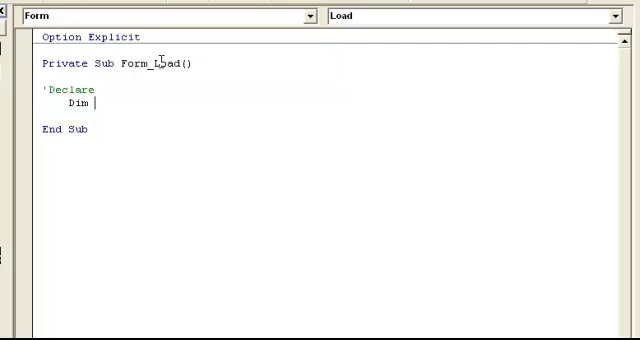 Form Load
Option Explicit
Private Sub Form_Load()
'Declare
Dim
End Sub